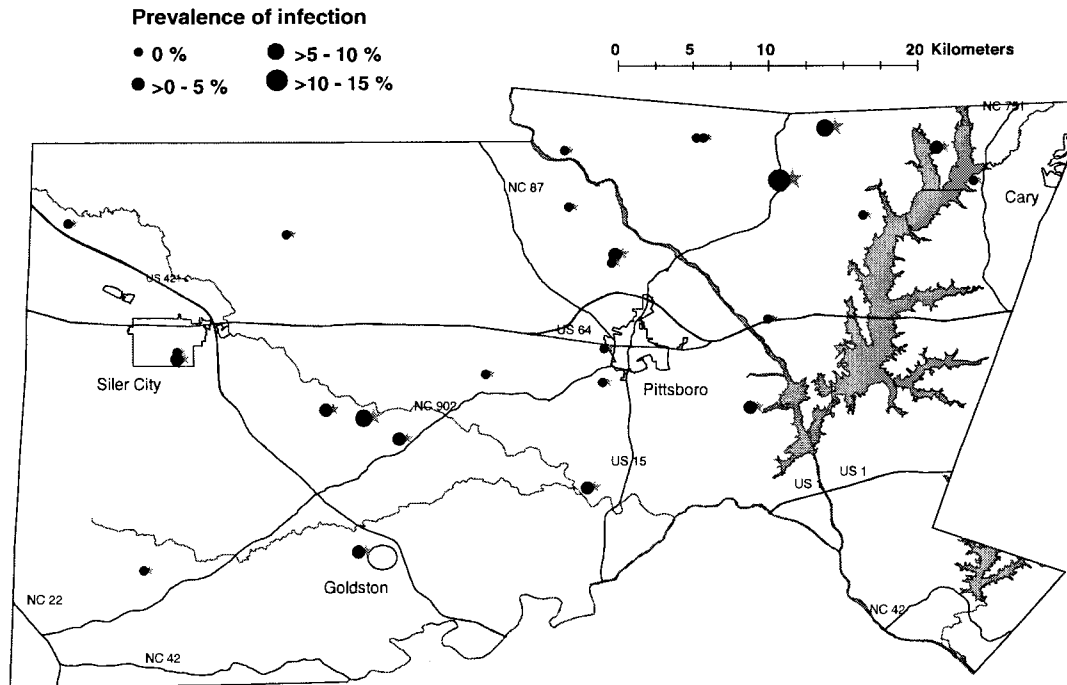 Prevalence of infection
0 %
>5 - 10 %
>0 - 5 %
>10 - 15 %
0 5 10 20 Kilometers
NC 751
NC 87
Cary
US 421
US 64
Siler City
Pittsboro
NC 902
US 15
US 1
US 1
Goldston
NC 22
NC 42
NC 42